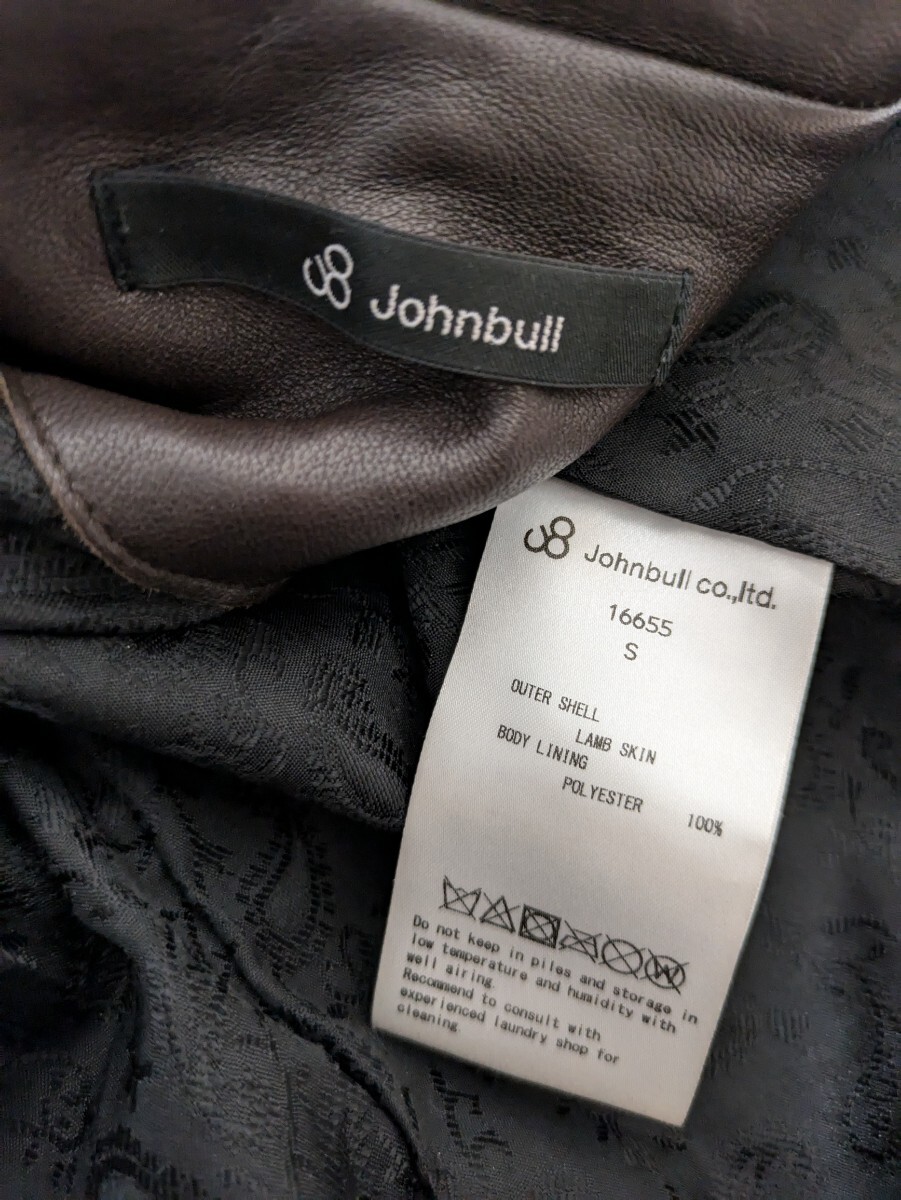 Johnbull
Johnbull co.,ltd.
16655
S
OUTER SHELL
LAMB SKIN
BODY LINING
POLYESTER 100%
W
Do not keep in piles and storage in
low temperature and humidity with
well airing.
Recommend to consult with
experienced laundry shop for
cleaning.